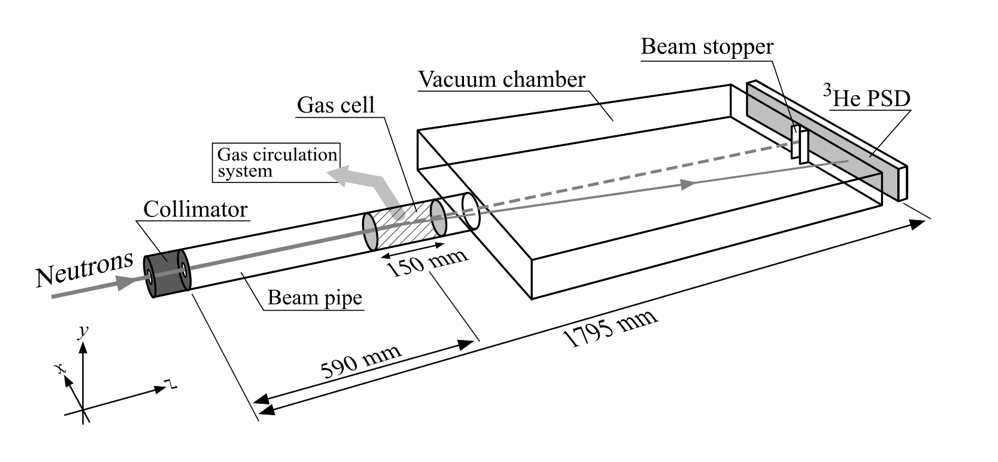 Beam stopper
Vacuum chamber
³He PSD
Gas cell
Gas circulation
system
Collimator
Neutrons
150 mm
Beam pipe
1795 mm
590 mm
y
x
z